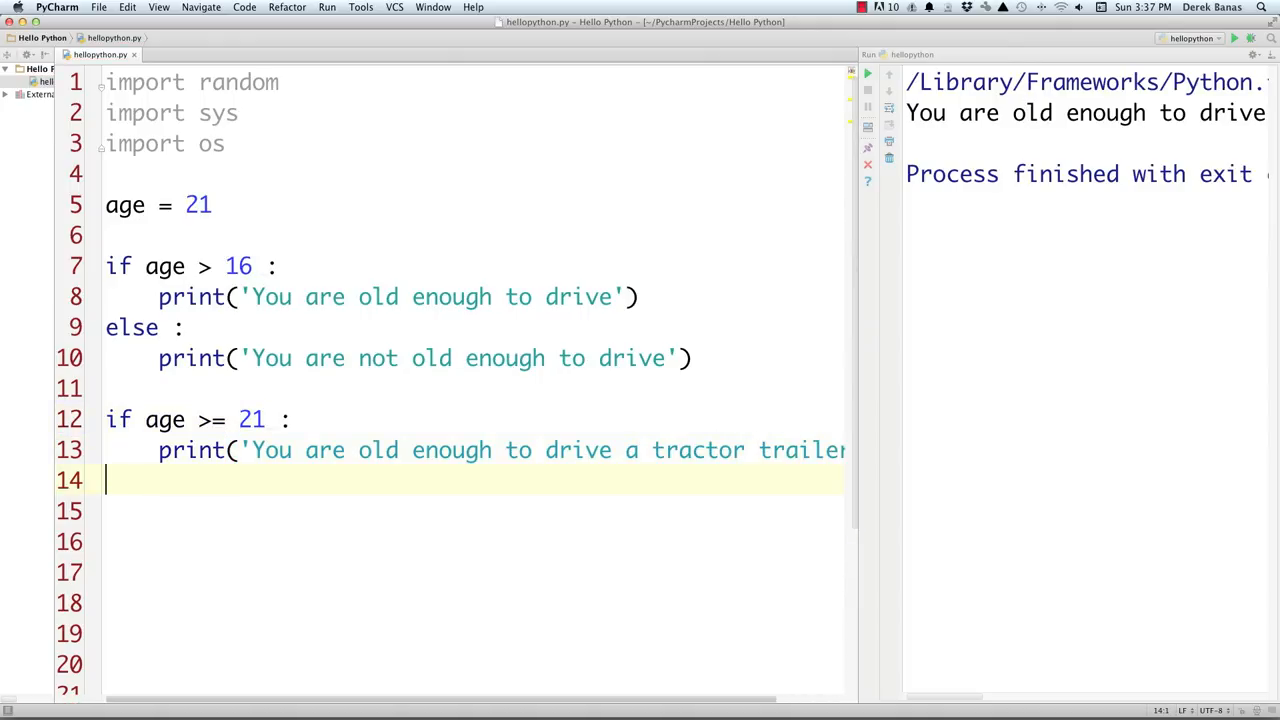 PyCharm File Edit View Navigate Code Refactor Run Tools VCS Window Help 10 Sun 3:37 PM Derek Banas
hellopython.py – Hello Python – [~/PycharmProjects/Hello Python]
Hello Python hellopython.py hellopython
hellopython.py Run hellopython
Hello P
hell
Externa
1 import random
2 import sys
3 import os
4
5 age = 21
6
7 if age > 16 :
8 print('You are old enough to drive')
9 else :
10 print('You are not old enough to drive')
11
12 if age >= 21 :
13 print('You are old enough to drive a tractor trailer
14
15
16
17
18
19
20
21
/Library/Frameworks/Python.
You are old enough to drive
Process finished with exit
14:1 LF UTF-8